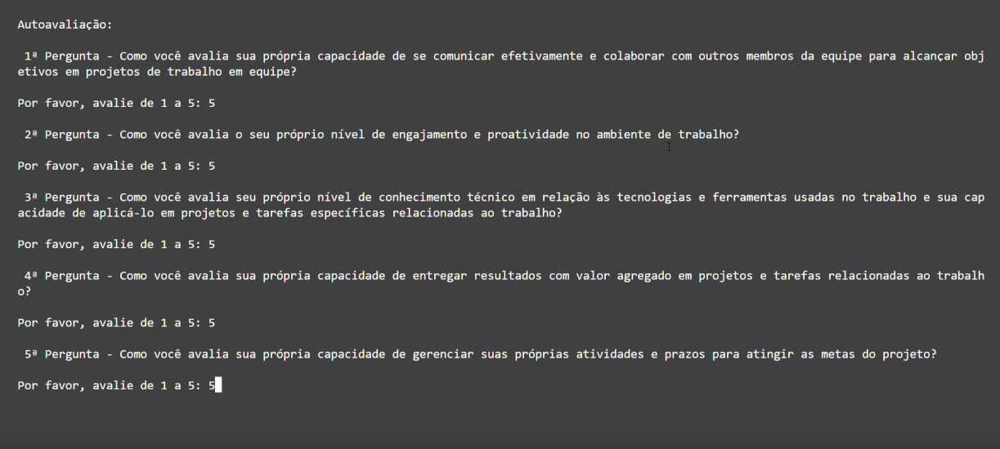 Autoavaliação:
1ª Pergunta - Como você avalia sua própria capacidade de se comunicar efetivamente e colaborar com outros membros da equipe para alcançar obj
etivos em projetos de trabalho em equipe?
Por favor, avalie de 1 a 5: 5
2ª Pergunta - Como você avalia o seu próprio nível de engajamento e proatividade no ambiente de trabalho?
Por favor, avalie de 1 a 5: 5
3ª Pergunta - Como você avalia seu próprio nível de conhecimento técnico em relação às tecnologias e ferramentas usadas no trabalho e sua cap
acidade de aplicá-lo em projetos e tarefas específicas relacionadas ao trabalho?
Por favor, avalie de 1 a 5: 5
4ª Pergunta - Como você avalia sua própria capacidade de entregar resultados com valor agregado em projetos e tarefas relacionadas ao trabalh
o?
Por favor, avalie de 1 a 5: 5
5ª Pergunta - Como você avalia sua própria capacidade de gerenciar suas próprias atividades e prazos para atingir as metas do projeto?
Por favor, avalie de 1 a 5: 5